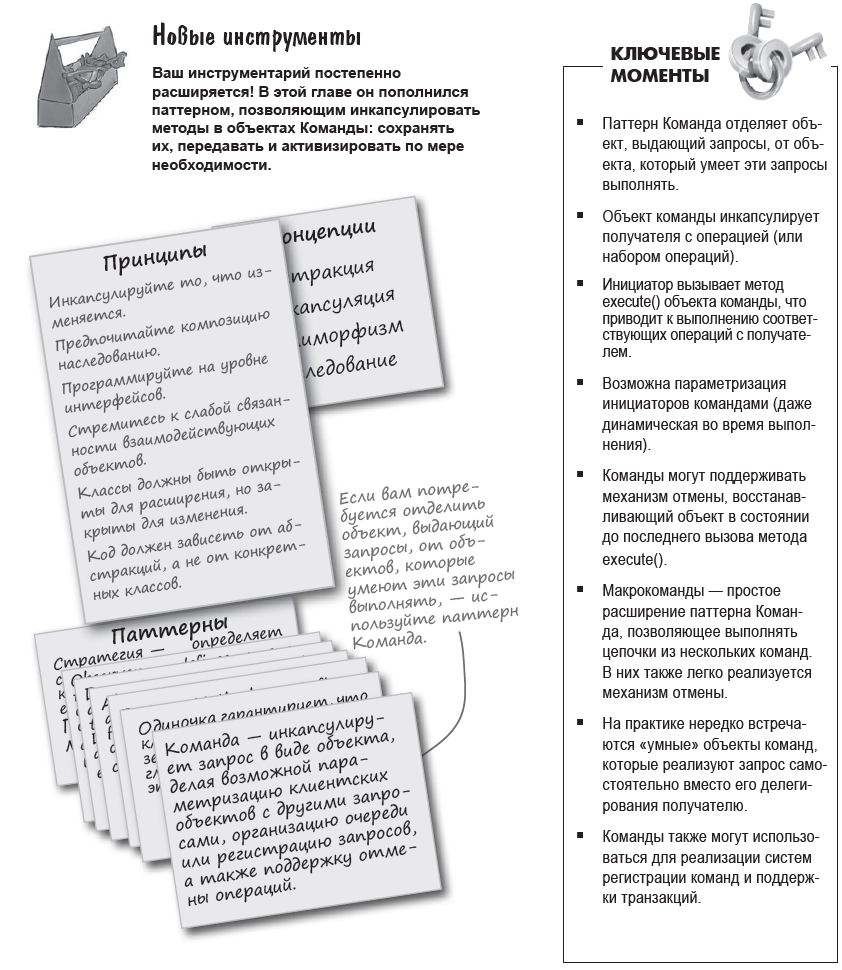 Новые инструменты
Ваш инструментарий постепенно
расширяется! В этой главе он пополнился
паттерном, позволяющим инкапсулировать
методы в объектах Команды: сохранять
их, передавать и активизировать по мере
необходимости.
Принципы
Инкапсулируйте то, что из-
меняется.
Предпочитайте композицию
наследованию.
Программируйте на уровне
интерфейсов.
Стремитесь к слабой связан-
ности взаимодействующих
объектов.
Классы должны быть откры-
ты для расширения, но за-
крыты для изменения.
Код должен зависеть от аб-
стракций, а не от конкрет-
ных классов.
онцепции
тракция
капсуляция
иморфизм
ледование
Если вам потре-
буется отделить
объект, выдающий
запросы, от объ-
ектов, которые
умеют эти запросы
выполнять, — ис-
пользуйте паттерн
Команда.
Паттерны
Стратегия — определяет
Одиночка гарантирует, что
Команда — инкапсулиру-
ет запрос в виде объекта,
делая возможной пара-
метризацию клиентских
объектов с другими запро-
сами, организацию очереди
или регистрацию запросов,
а также поддержку отме-
ны операций.
КЛЮЧЕВЫЕ
МОМЕНТЫ
▪ Паттерн Команда отделяет объ-
ект, выдающий запросы, от объ-
екта, который умеет эти запросы
выполнять.
▪ Объект команды инкапсулирует
получателя с операцией (или
набором операций).
▪ Инициатор вызывает метод
execute() объекта команды, что
приводит к выполнению соответ-
ствующих операций с получате-
лем.
▪ Возможна параметризация
инициаторов командами (даже
динамическая во время выпол-
нения).
▪ Команды могут поддерживать
механизм отмены, восстанав-
ливающий объект в состоянии
до последнего вызова метода
execute().
▪ Макрокоманды — простое
расширение паттерна Коман-
да, позволяющее выполнять
цепочки из нескольких команд.
В них также легко реализуется
механизм отмены.
▪ На практике нередко встреча-
ются «умные» объекты команд,
которые реализуют запрос само-
стоятельно вместо его делеги-
рования получателю.
▪ Команды также могут использо-
ваться для реализации систем
регистрации команд и поддерж-
ки транзакций.